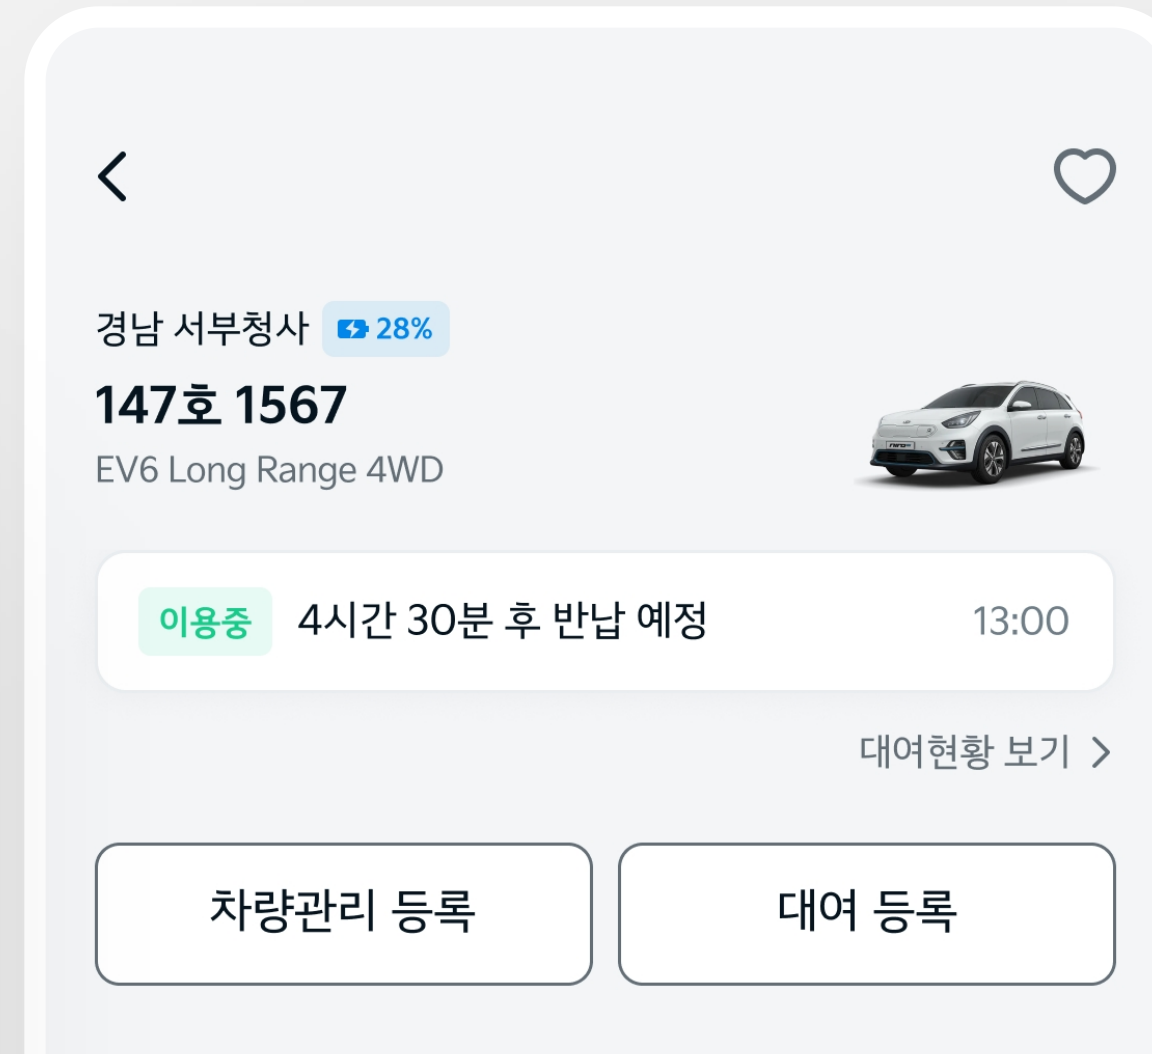 경남 서부청사 28%
147호 1567
EV6 Long Range 4WD
이용중 4시간 30분 후 반납 예정 13:00
대여현황 보기
차량관리 등록 대여 등록